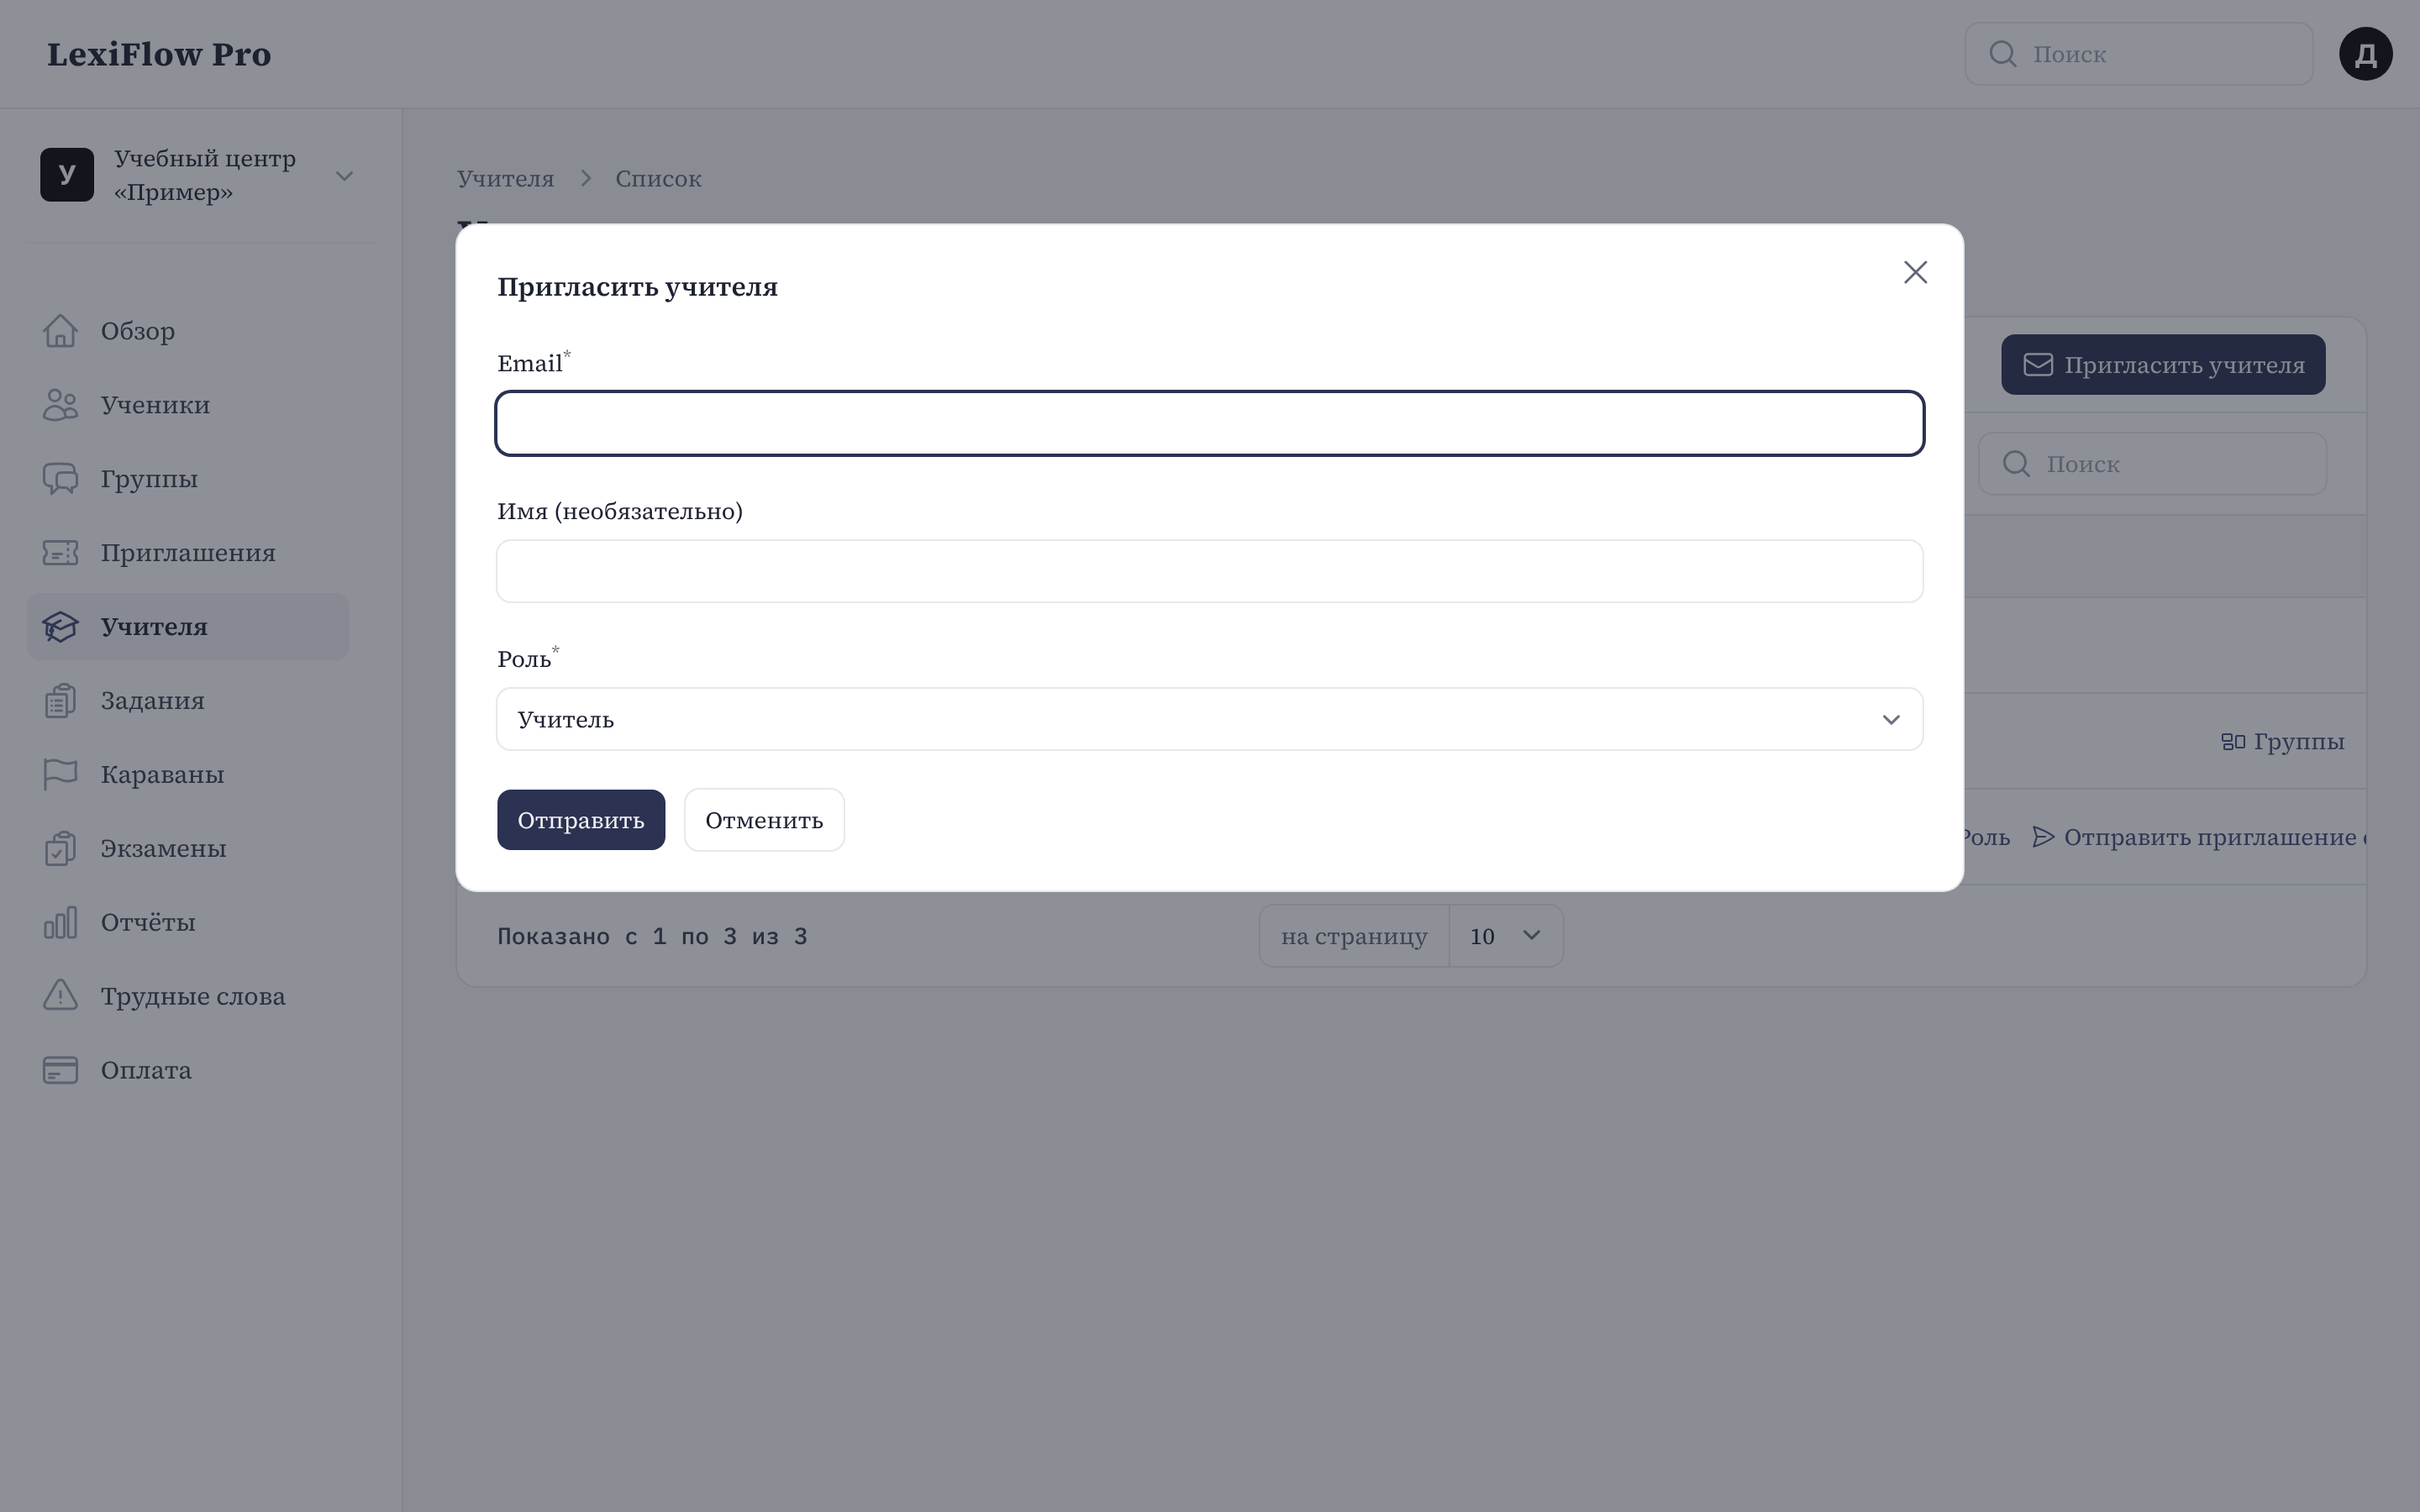 LexiFlow Pro
Поиск
Д
У
Учебный центр
«Пример»
Учителя
Список
Обзор
Ученики
Группы
Приглашения
Учителя
Задания
Караваны
Экзамены
Отчёты
Трудные слова
Оплата
Пригласить учителя
Email*
Имя (необязательно)
Роль*
Учитель
Отправить
Отменить
Пригласить учителя
Поиск
Группы
Роль
Отправить приглашение
Показано с 1 по 3 из 3
на страницу
10